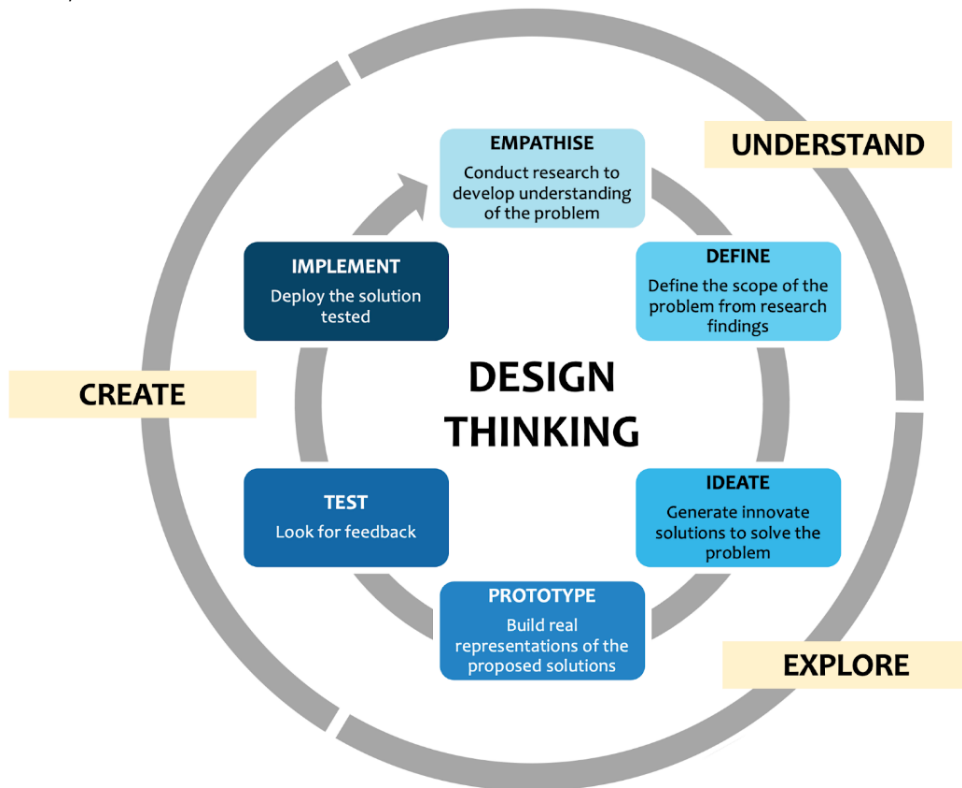 EMPATHISE
Conduct research to
develop understanding
of the problem
UNDERSTAND
DEFINE
Define the scope of the
problem from research
findings
IDEATE
Generate innovate
solutions to solve the
problem
EXPLORE
PROTOTYPE
Build real
representations of the
proposed solutions
TEST
Look for feedback
CREATE
IMPLEMENT
Deploy the solution
tested
DESIGN
THINKING